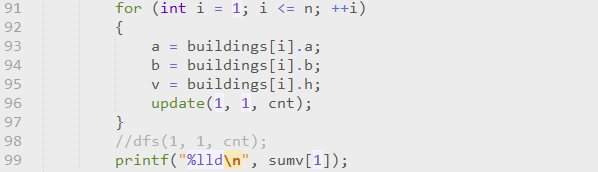 91 for (int i = 1; i <= n; ++i)
92 {
93 a = buildings[i].a;
94 b = buildings[i].b;
95 v = buildings[i].h;
96 update(1, 1, cnt);
97 }
98 //dfs(1, 1, cnt);
99 printf("%lld\n", sumv[1]);